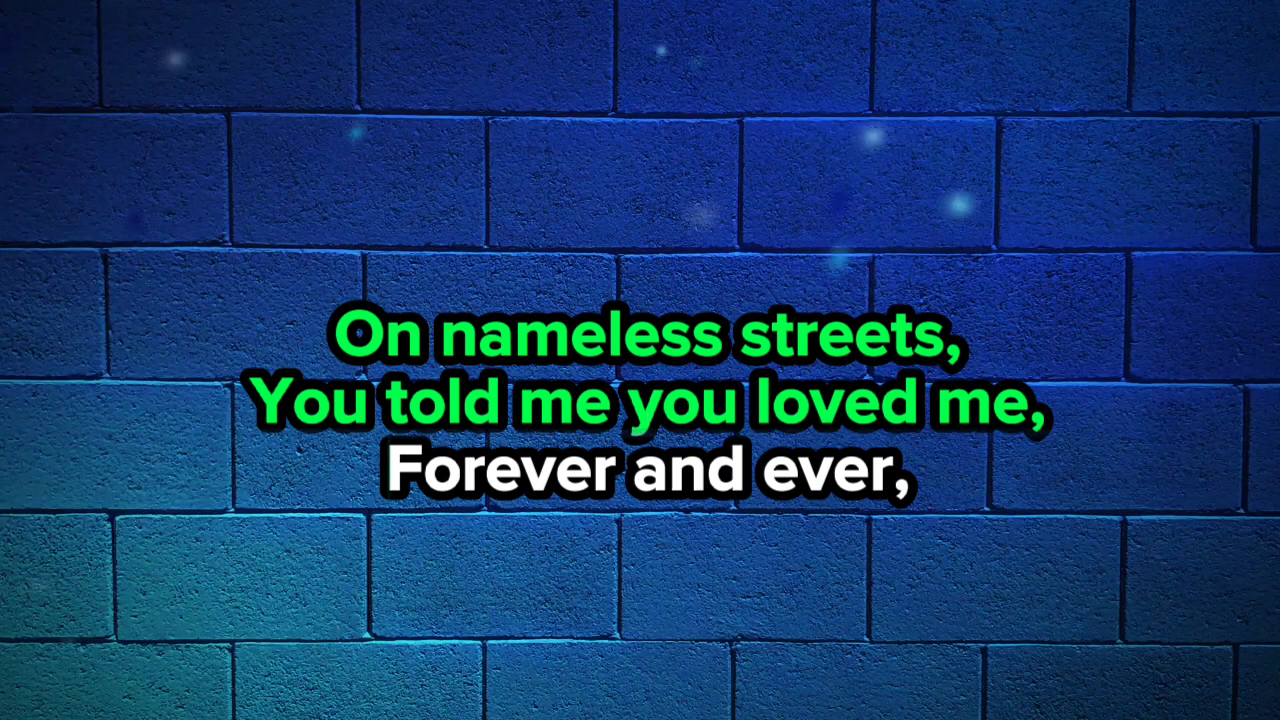 On nameless streets,
You told me you loved me,
Forever and ever,